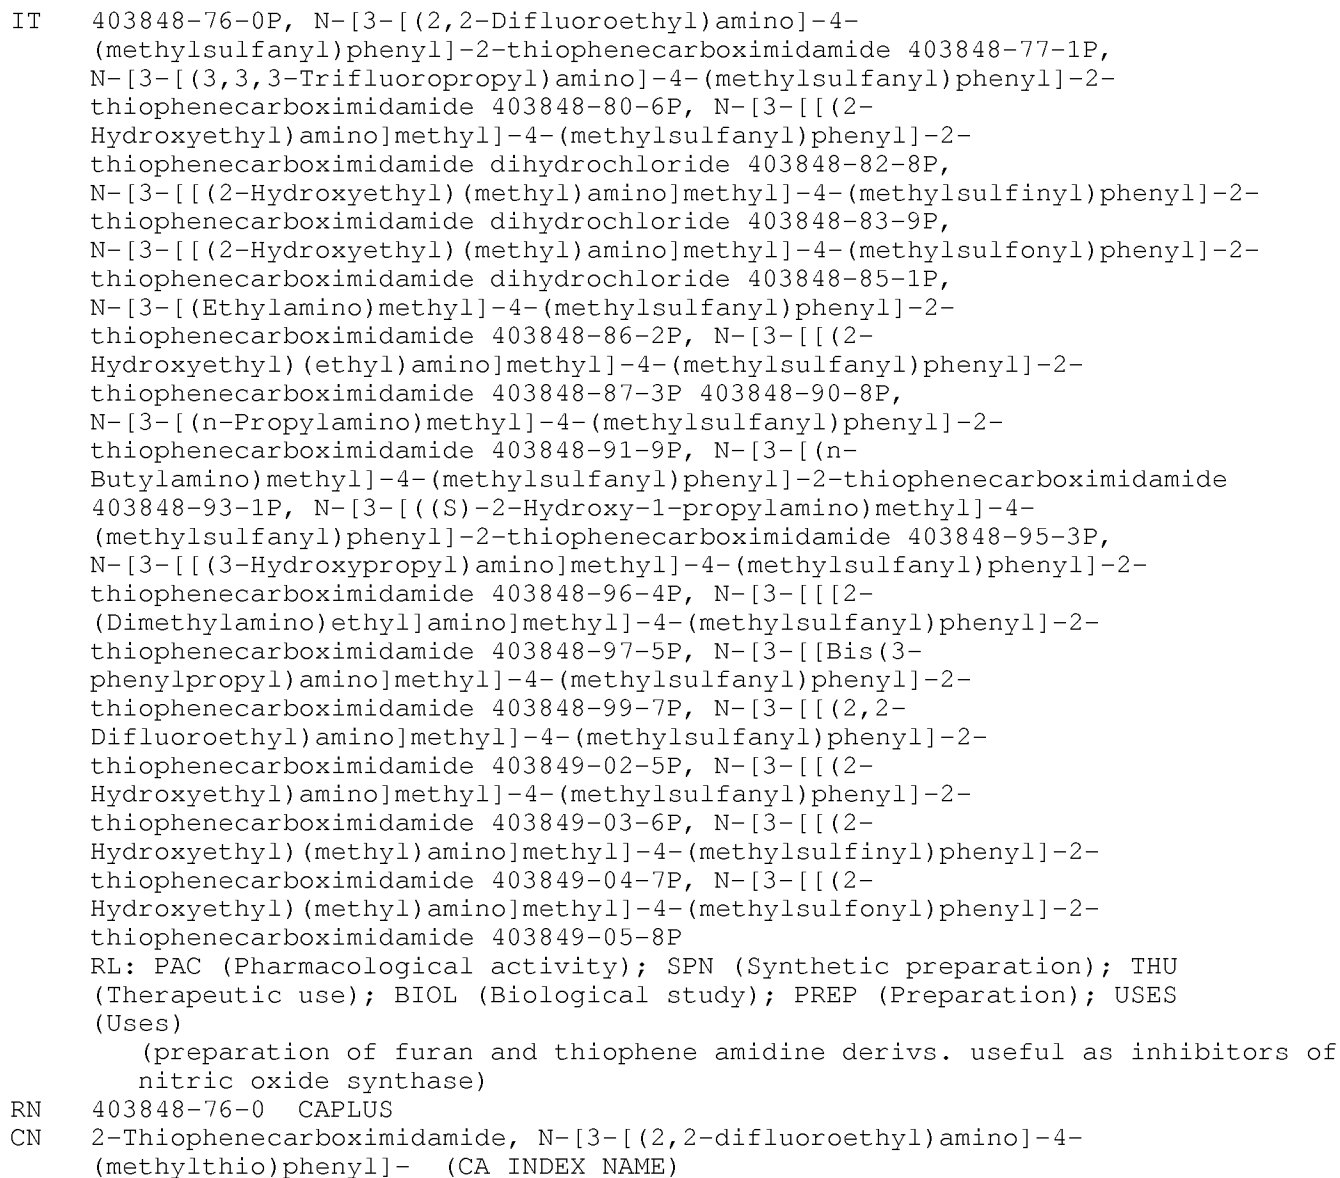 IT 403848-76-0P, N-[3-[(2,2-Difluoroethyl)amino]-4-
(methylsulfanyl)phenyl]-2-thiophenecarboximidamide 403848-77-1P,
N-[3-[(3,3,3-Trifluoropropyl)amino]-4-(methylsulfanyl)phenyl]-2-
thiophenecarboximidamide 403848-80-6P, N-[3-[[(2-
Hydroxyethyl)amino]methyl]-4-(methylsulfanyl)phenyl]-2-
thiophenecarboximidamide dihydrochloride 403848-82-8P,
N-[3-[[(2-Hydroxyethyl)(methyl)amino]methyl]-4-(methylsulfinyl)phenyl]-2-
thiophenecarboximidamide dihydrochloride 403848-83-9P,
N-[3-[[(2-Hydroxyethyl)(methyl)amino]methyl]-4-(methylsulfonyl)phenyl]-2-
thiophenecarboximidamide dihydrochloride 403848-85-1P,
N-[3-[(Ethylamino)methyl]-4-(methylsulfanyl)phenyl]-2-
thiophenecarboximidamide 403848-86-2P, N-[3-[[(2-
Hydroxyethyl)(ethyl)amino]methyl]-4-(methylsulfanyl)phenyl]-2-
thiophenecarboximidamide 403848-87-3P 403848-90-8P,
N-[3-[(n-Propylamino)methyl]-4-(methylsulfanyl)phenyl]-2-
thiophenecarboximidamide 403848-91-9P, N-[3-[(n-
Butylamino)methyl]-4-(methylsulfanyl)phenyl]-2-thiophenecarboximidamide
403848-93-1P, N-[3-[((S)-2-Hydroxy-1-propylamino)methyl]-4-
(methylsulfanyl)phenyl]-2-thiophenecarboximidamide 403848-95-3P,
N-[3-[[(3-Hydroxypropyl)amino]methyl]-4-(methylsulfanyl)phenyl]-2-
thiophenecarboximidamide 403848-96-4P, N-[3-[[[2-
(Dimethylamino)ethyl]amino]methyl]-4-(methylsulfanyl)phenyl]-2-
thiophenecarboximidamide 403848-97-5P, N-[3-[[Bis(3-
phenylpropyl)amino]methyl]-4-(methylsulfanyl)phenyl]-2-
thiophenecarboximidamide 403848-99-7P, N-[3-[[(2,2-
Difluoroethyl)amino]methyl]-4-(methylsulfanyl)phenyl]-2-
thiophenecarboximidamide 403849-02-5P, N-[3-[[(2-
Hydroxyethyl)amino]methyl]-4-(methylsulfanyl)phenyl]-2-
thiophenecarboximidamide 403849-03-6P, N-[3-[[(2-
Hydroxyethyl)(methyl)amino]methyl]-4-(methylsulfinyl)phenyl]-2-
thiophenecarboximidamide 403849-04-7P, N-[3-[[(2-
Hydroxyethyl)(methyl)amino]methyl]-4-(methylsulfonyl)phenyl]-2-
thiophenecarboximidamide 403849-05-8P
RL: PAC (Pharmacological activity); SPN (Synthetic preparation); THU
(Therapeutic use); BIOL (Biological study); PREP (Preparation); USES
(Uses)
(preparation of furan and thiophene amidine derivs. useful as inhibitors of
nitric oxide synthase)
RN 403848-76-0 CAPLUS
CN 2-Thiophenecarboximidamide, N-[3-[(2,2-difluoroethyl)amino]-4-
(methylthio)phenyl]- (CA INDEX NAME)